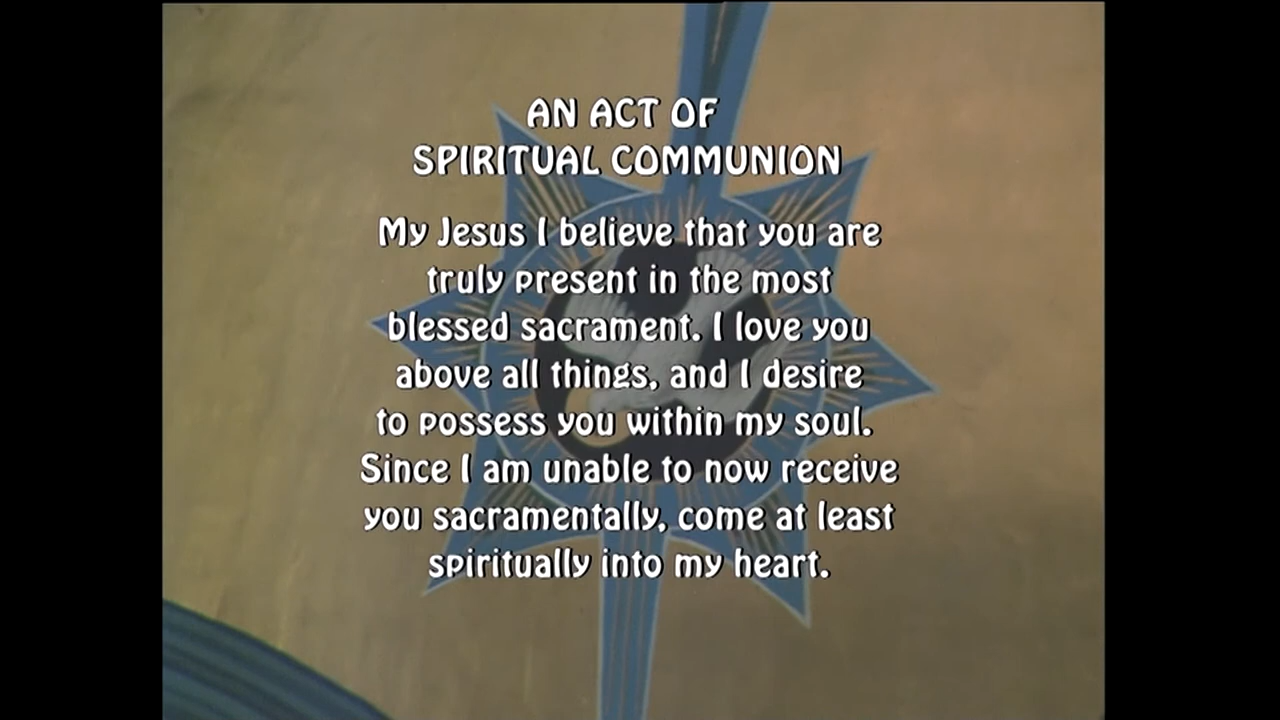 AN ACT OF
SPIRITUAL COMMUNION
My Jesus I believe that you are
truly present in the most
blessed sacrament. I love you
above all things, and I desire
to possess you within my soul.
Since I am unable to now receive
you sacramentally, come at least
spiritually into my heart.